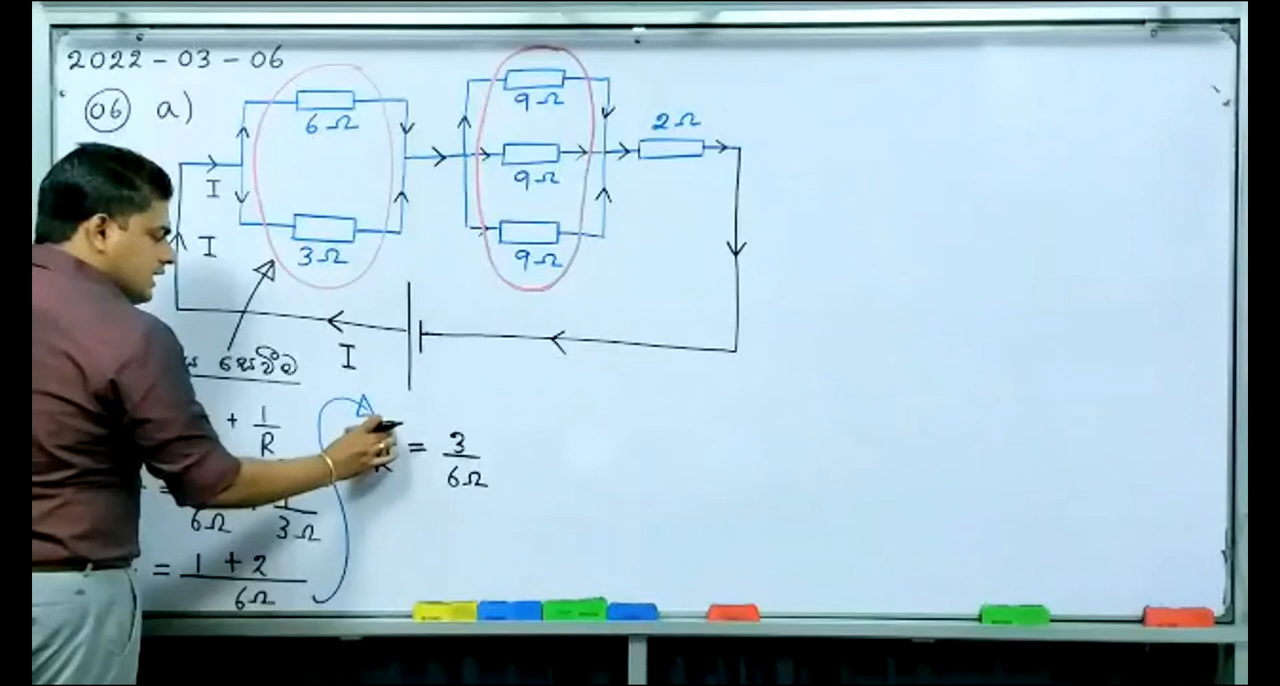 2022-03-06
06 a)
6Ω
3Ω
9Ω
9Ω
9Ω
2Ω
I
I
I
+ 1/R
6Ω 3Ω
= 1 + 2 / 6Ω
= 3 / 6Ω